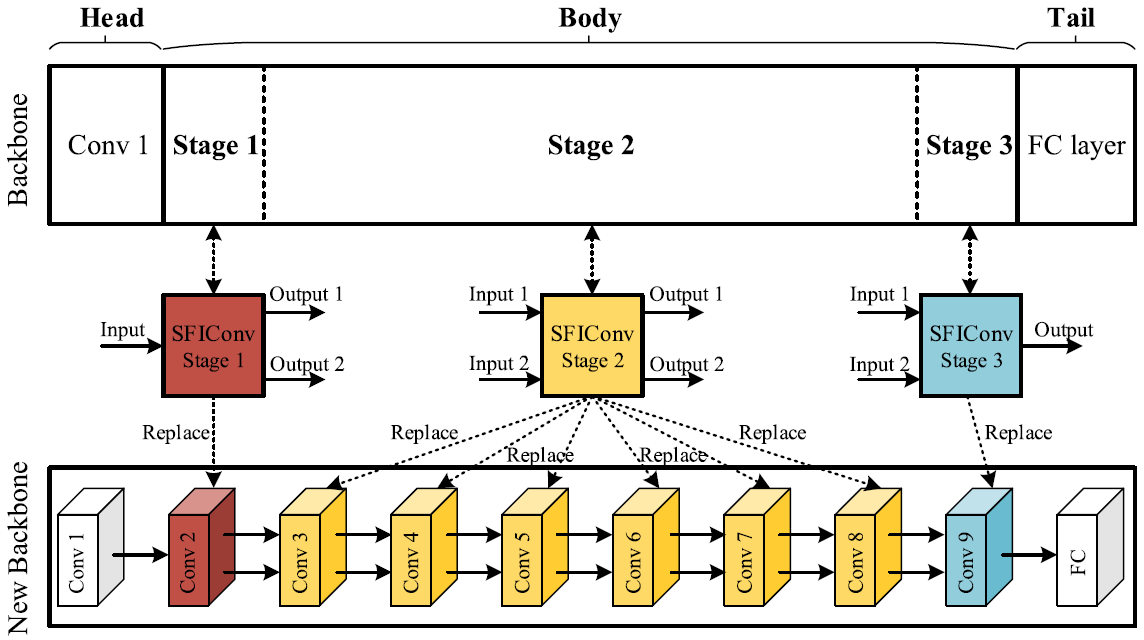 Head
Body
Tail
Backbone
Conv 1
Stage 1
Stage 2
Stage 3
FC layer
Input
SFIConv
Stage 1
Output 1
Output 2
Input 1
Input 2
SFIConv
Stage 2
Output 1
Output 2
Input 1
Input 2
SFIConv
Stage 3
Output
Replace
Replace
Replace
Replace
Replace
Replace
New Backbone
Conv 1
Conv 2
Conv 3
Conv 4
Conv 5
Conv 6
Conv 7
Conv 8
Conv 9
FC